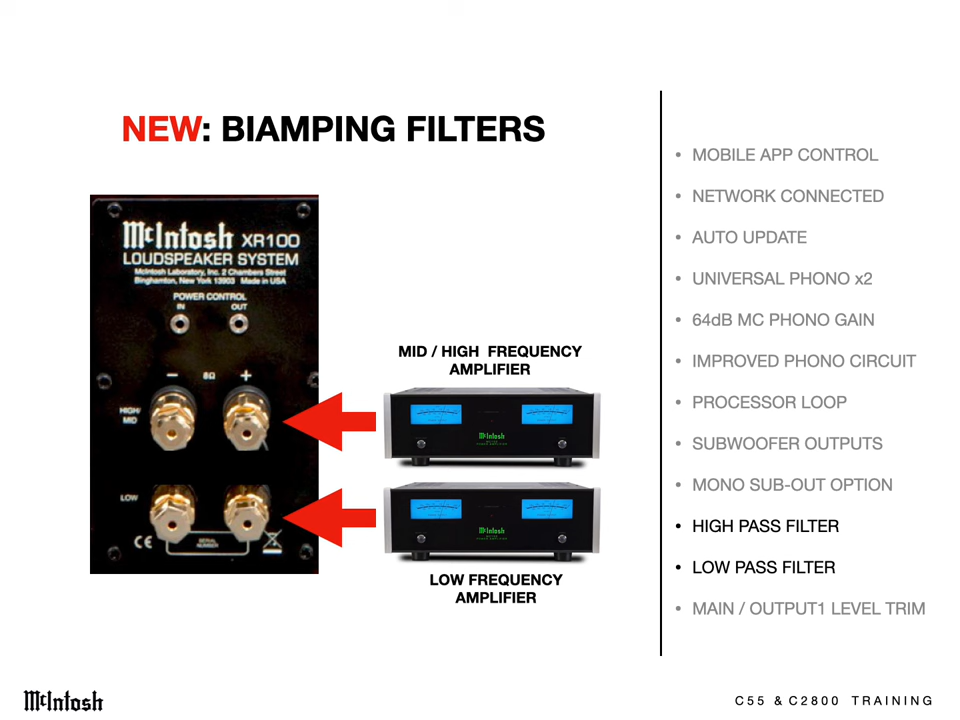 NEW: BIAMPING FILTERS
McIntosh XR100
LOUDSPEAKER SYSTEM
McIntosh Laboratory, Inc. 2 Chambers Street
Binghamton, New York 13903 Made in USA
POWER CONTROL
IN OUT
− 8Ω +
HIGH/
MID
LOW
CE
SERIAL
NUMBER
MID / HIGH FREQUENCY
AMPLIFIER
McIntosh
McIntosh
LOW FREQUENCY
AMPLIFIER
• MOBILE APP CONTROL
• NETWORK CONNECTED
• AUTO UPDATE
• UNIVERSAL PHONO x2
• 64dB MC PHONO GAIN
• IMPROVED PHONO CIRCUIT
• PROCESSOR LOOP
• SUBWOOFER OUTPUTS
• MONO SUB-OUT OPTION
• HIGH PASS FILTER
• LOW PASS FILTER
• MAIN / OUTPUT1 LEVEL TRIM
McIntosh
C55 & C2800 TRAINING